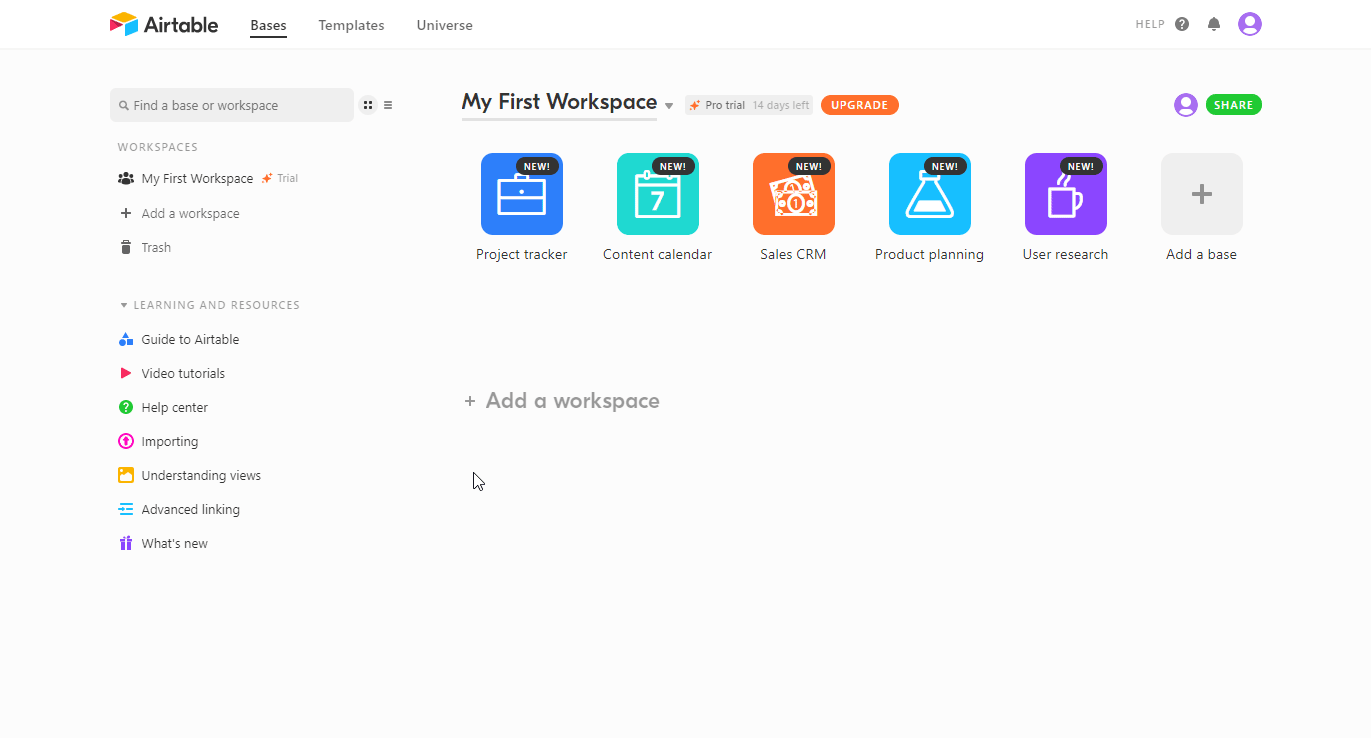 Airtable
Bases
Templates
Universe
HELP
?
Find a base or workspace
WORKSPACES
My First Workspace Trial
Add a workspace
Trash
LEARNING AND RESOURCES
Guide to Airtable
Video tutorials
? Help center
Importing
Understanding views
Advanced linking
What's new
My First Workspace
Pro trial 14 days left
UPGRADE
SHARE
NEW!
Project tracker
NEW!
7
Content calendar
NEW!
1
1
Sales CRM
NEW!
Product planning
NEW!
User research
+
Add a base
+ Add a workspace